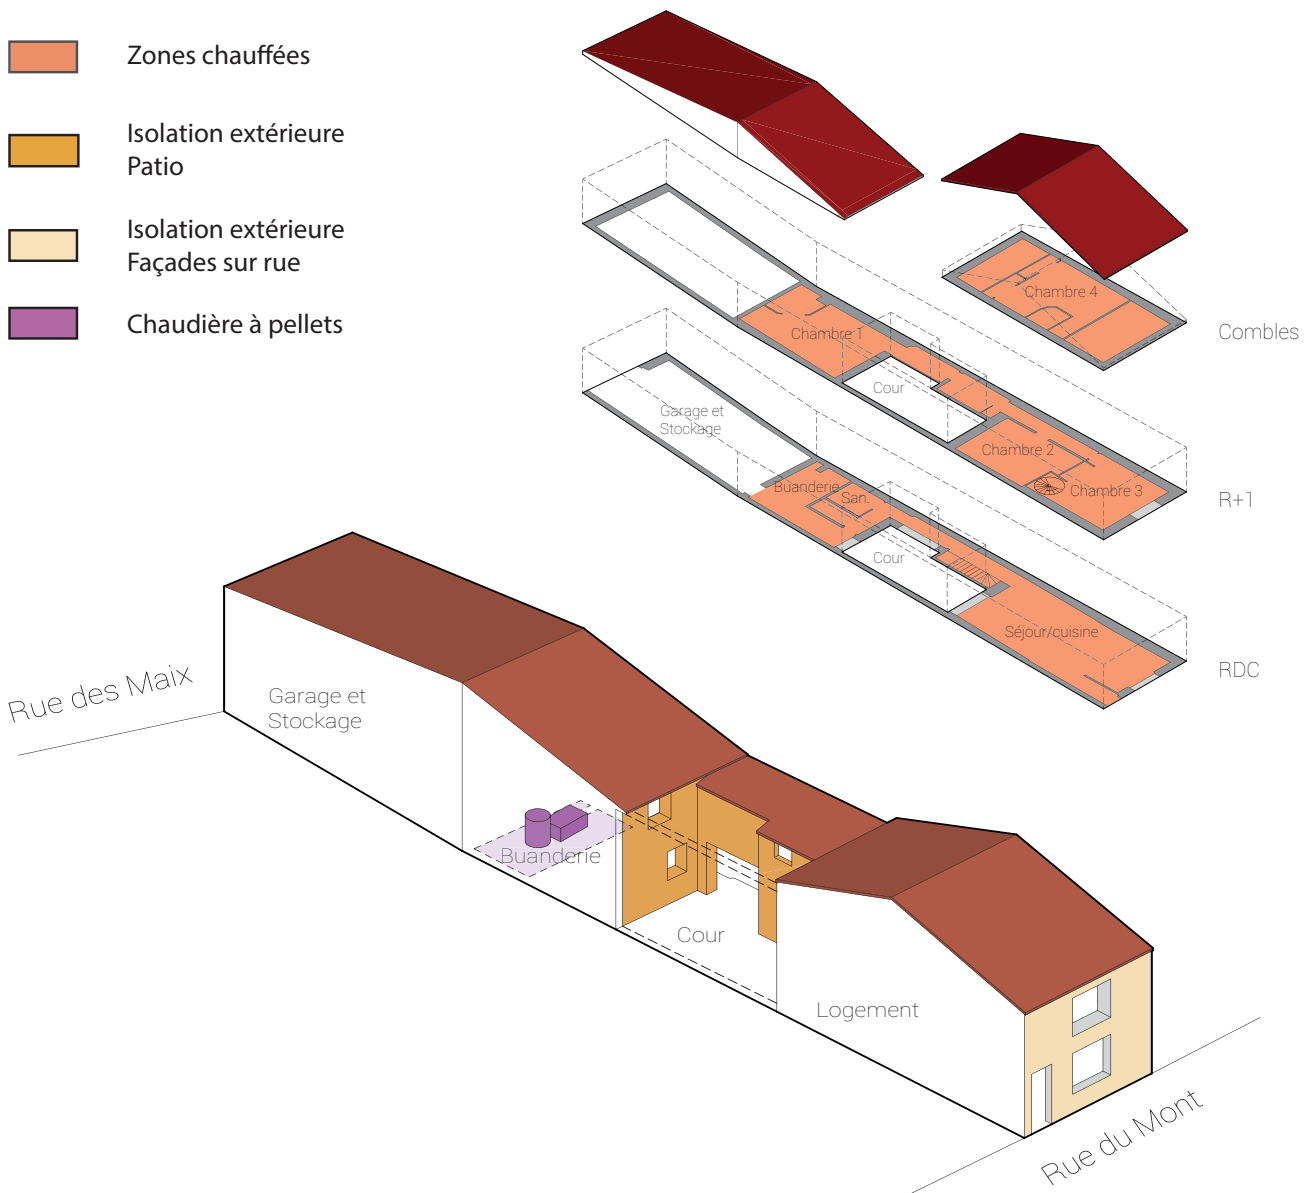 Zones chauffées
Isolation extérieure
Patio
Isolation extérieure
Façades sur rue
Chaudière à pellets
Chambre 4
Combles
Chambre 1
Cour
Chambre 2
Chambre 3
R+1
Garage et
Stockage
Buanderie
San.
Cour
Séjour/cuisine
RDC
Rue des Maix
Garage et
Stockage
Buanderie
Cour
Logement
Rue du Mont